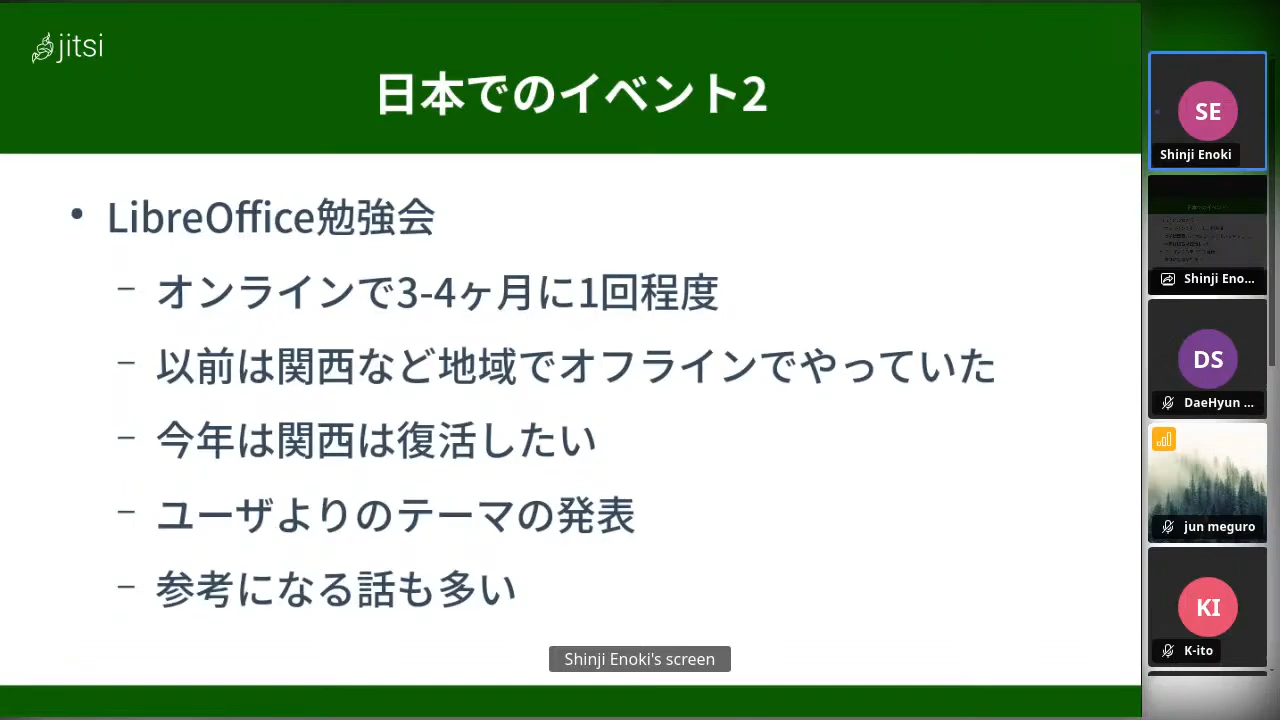 jitsi
日本でのイベント2
• LibreOffice勉強会
– オンラインで3-4ヶ月に1回程度
– 以前は関西など地域でオフラインでやっていた
– 今年は関西は復活したい
– ユーザよりのテーマの発表
– 参考になる話も多い
Shinji Enoki's screen
SE
Shinji Enoki
Shinji Eno...
DS
DaeHyun ...
jun meguro
KI
K-ito